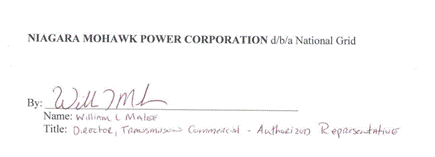 NIAGARA MOHAWK POWER CORPORATION d/b/a National Grid
By:
Name: William L Malee
Title: Director, Transmission Commercial - Authorized Representative